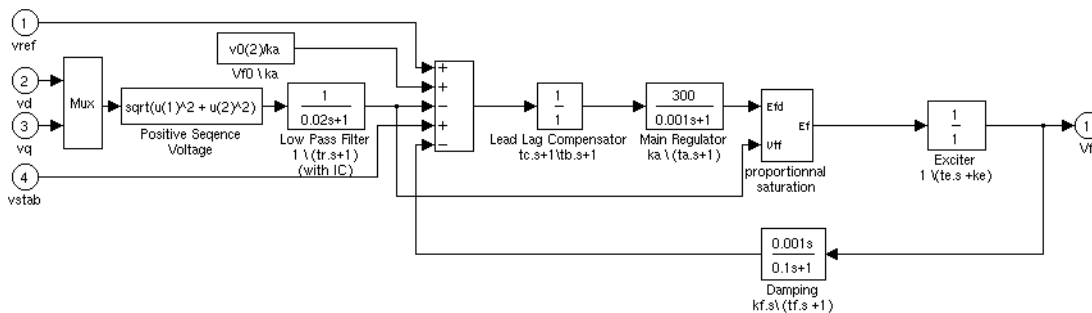 1
vref
v0(2)/ka
Vf0 \ ka
2
vd
3
vq
Mux
sqrt(u(1)^2 + u(2)^2)
Positive Seqence
Voltage
1
0.02s+1
Low Pass Filter
1 \ (tr.s+1)
(with IC)
4
vstab
+
+
−
+
−
1
1
Lead Lag Compensator
tc.s+1\tb.s+1
300
0.001s+1
Main Regulator
ka \ (ta.s+1)
Efd
Ef
Vtf
proportionnal
saturation
1
1
Exciter
1 \(te.s +ke)
1
Vf
0.001s
0.1s+1
Damping
kf.s\ (tf.s +1)